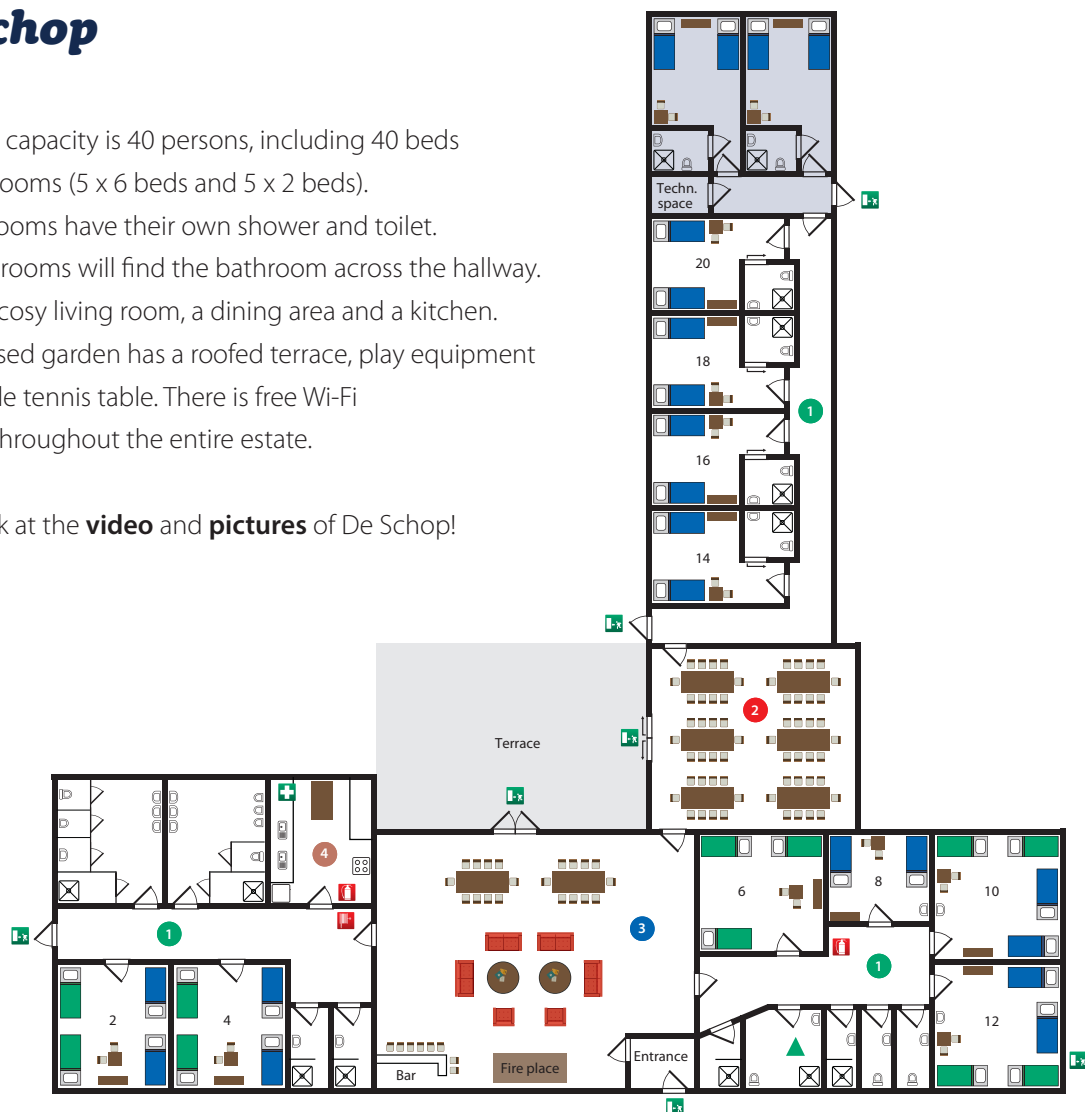 chop
capacity is 40 persons, including 40 beds
rooms (5 x 6 beds and 5 x 2 beds).
rooms have their own shower and toilet.
rooms will find the bathroom across the hallway.
cosy living room, a dining area and a kitchen.
sed garden has a roofed terrace, play equipment
le tennis table. There is free Wi-Fi
throughout the entire estate.
k at the video and pictures of De Schop!
Techn.
space
20
18
1
16
14
2
Terrace
4
6
8
10
3
1
1
2
4
12
Entrance
Fire place
Bar